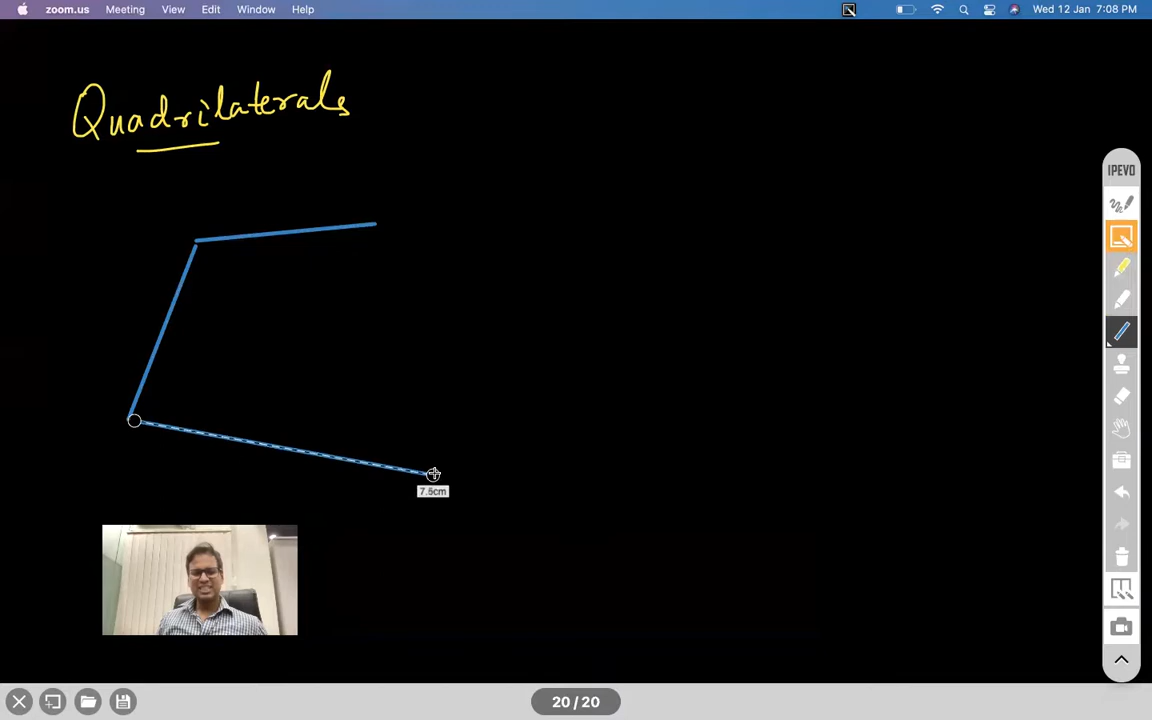 zoom.us Meeting View Edit Window Help Wed 12 Jan 7:08 PM
Quadrilaterals
IPEVO
7.5cm
20 / 20